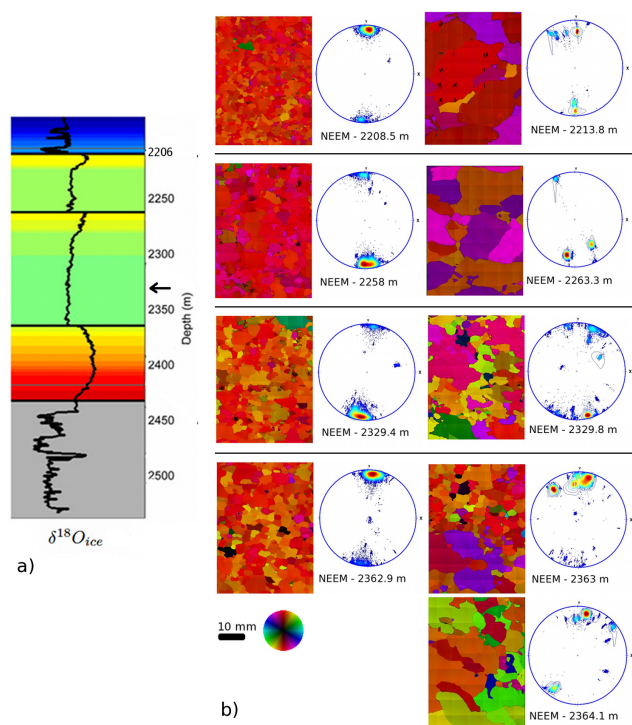 2206
2250
2300
2350
2400
2450
2500
Depth (m)
δ18Oice
a)
Y
X
NEEM - 2208.5 m
Y
X
NEEM - 2213.8 m
Y
X
NEEM - 2258 m
Y
X
NEEM - 2263.3 m
Y
X
NEEM - 2329.4 m
Y
X
NEEM - 2329.8 m
Y
X
NEEM - 2362.9 m
Y
X
NEEM - 2363 m
10 mm
Y
X
NEEM - 2364.1 m
b)